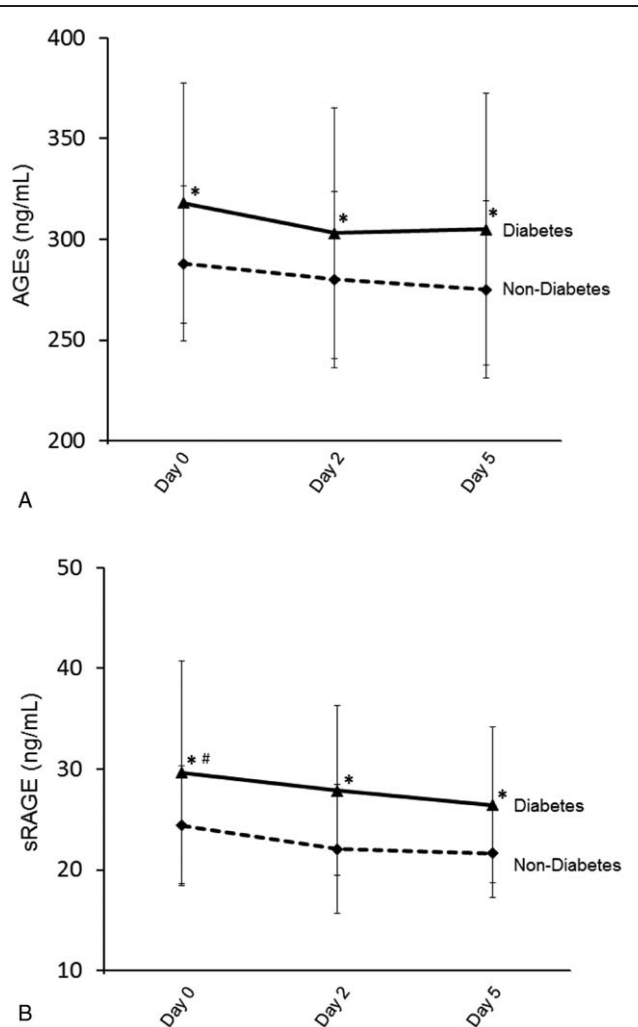 400
350
300
250
200
AGEs (ng/mL)
*
*
*
Diabetes
Non-Diabetes
Day 0
Day 2
Day 5
A
50
40
30
20
10
sRAGE (ng/mL)
* #
*
*
Diabetes
Non-Diabetes
Day 0
Day 2
Day 5
B